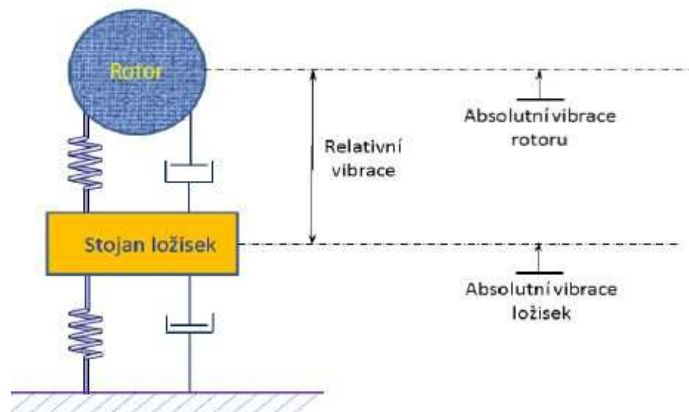 Rotor
Absolutní vibrace
rotoru
Relativní
vibrace
Stojan ložisek
Absolutní vibrace
ložisek